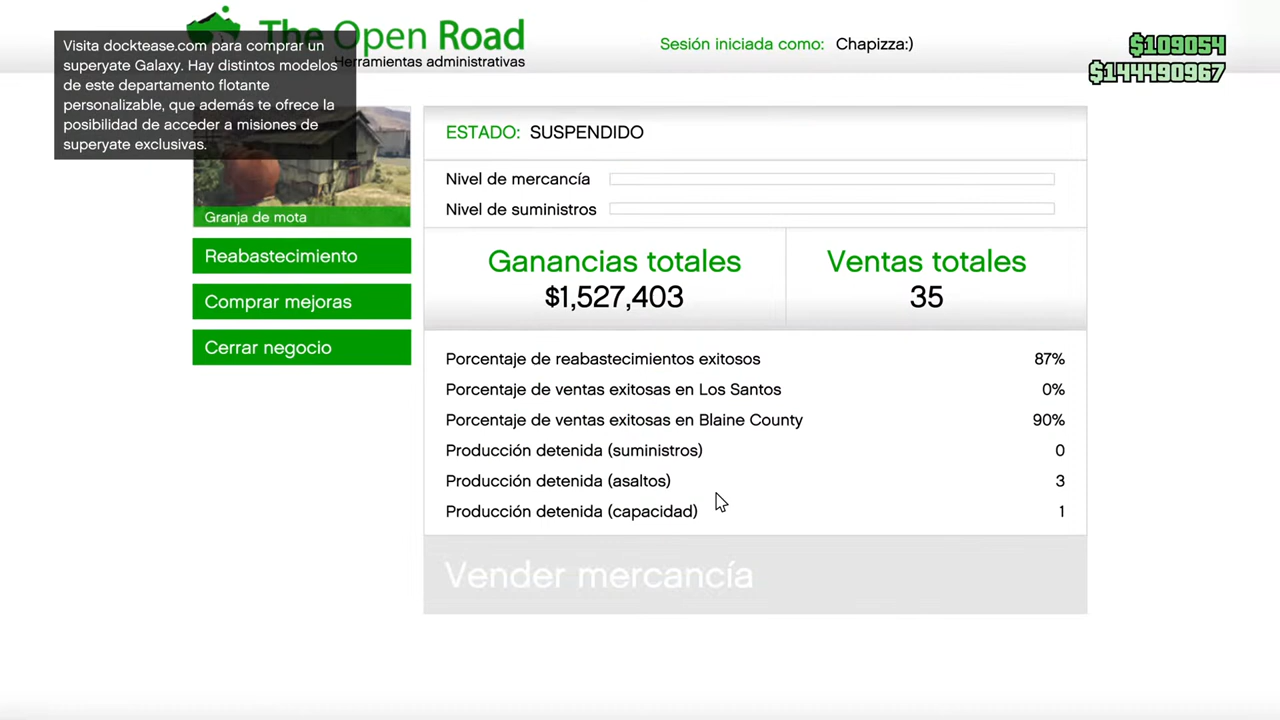 Visita docktease.com para comprar un
superyate Galaxy. Hay distintos modelos
de este departamento flotante
personalizable, que además te ofrece la
posibilidad de acceder a misiones de
superyate exclusivas.
The Open Road
Herramientas administrativas
Sesión iniciada como: Chapizza:)
$109054
$144490967
Granja de mota
Reabastecimiento
Comprar mejoras
Cerrar negocio
ESTADO: SUSPENDIDO
Nivel de mercancía
Nivel de suministros
Ganancias totales
$1,527,403
Ventas totales
35
Porcentaje de reabastecimientos exitosos 87%
Porcentaje de ventas exitosas en Los Santos 0%
Porcentaje de ventas exitosas en Blaine County 90%
Producción detenida (suministros) 0
Producción detenida (asaltos) 3
Producción detenida (capacidad) 1
Vender mercancía